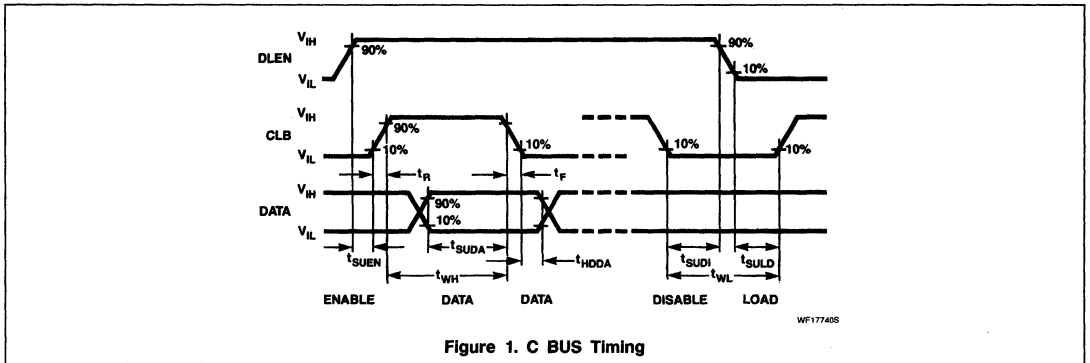 DLEN
V_IH
V_IL
90%
90%
10%
CLB
V_IH
V_IL
90%
10%
10%
10%
10%
t_R
t_F
DATA
V_IH
V_IL
90%
10%
t_SUEN
t_SUDA
t_WH
t_HDDA
t_SUDI
t_SULD
t_WL
ENABLE DATA DATA DISABLE LOAD
WF17740S
Figure 1. C BUS Timing